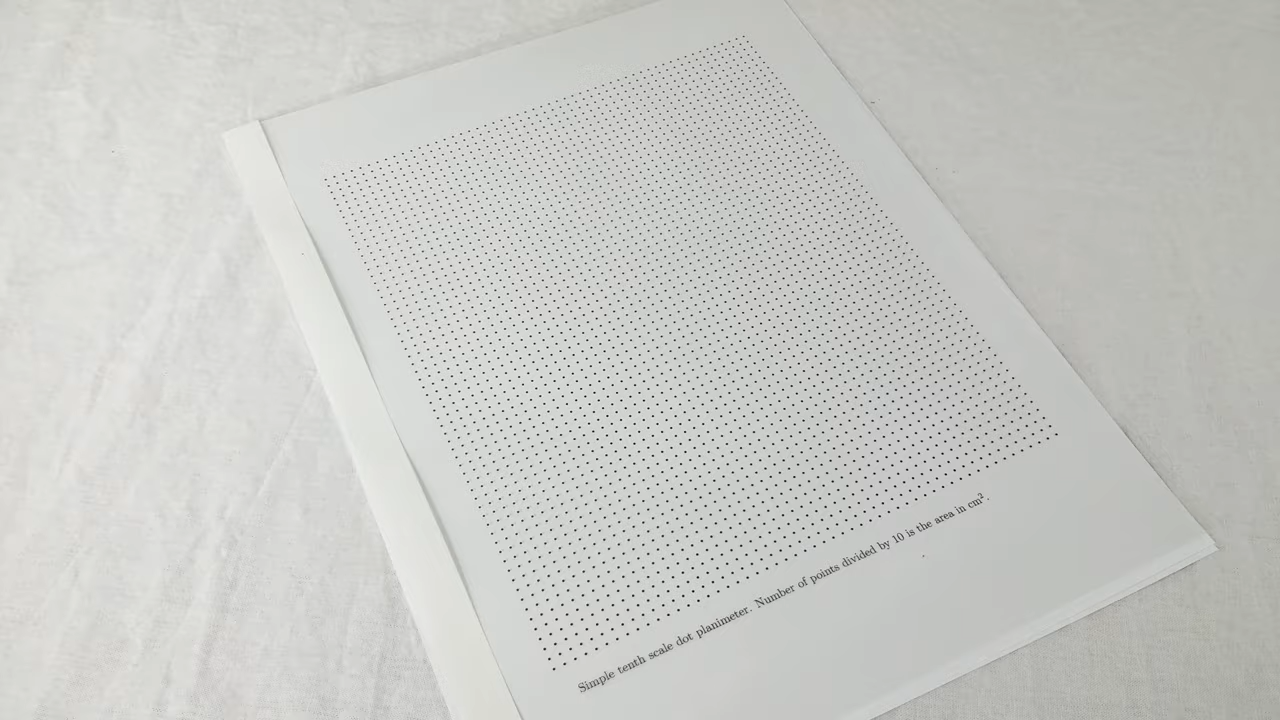 Simple tenth scale dot planimeter. Number of points divided by 10 is the area in cm².